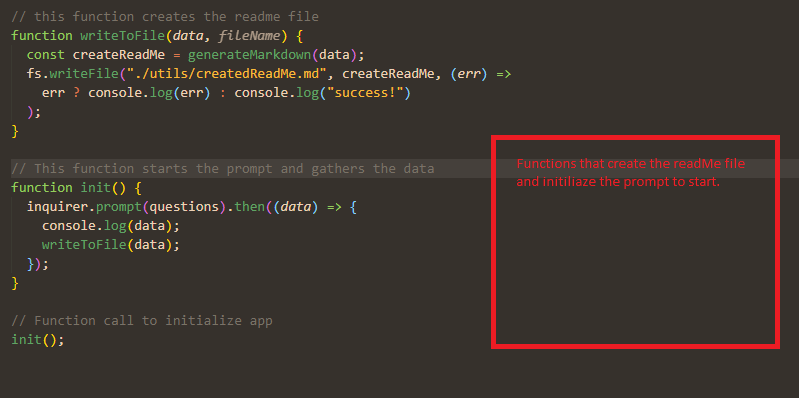 // this function creates the readme file
function writeToFile(data, fileName) {
  const createReadMe = generateMarkdown(data);
  fs.writeFile("./utils/createdReadMe.md", createReadMe, (err) =>
    err ? console.log(err) : console.log("success!")
  );
}
// This function starts the prompt and gathers the data
function init() {
  inquirer.prompt(questions).then((data) => {
    console.log(data);
    writeToFile(data);
  });
}
// Function call to initialize app
init();
Functions that create the readMe file
and initiliaze the prompt to start.